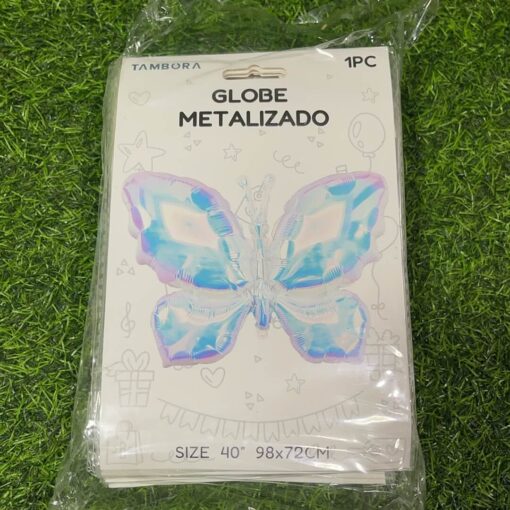 TAMBORA
1PC
GLOBE
METALIZADO
SIZE 40" 98x72CM